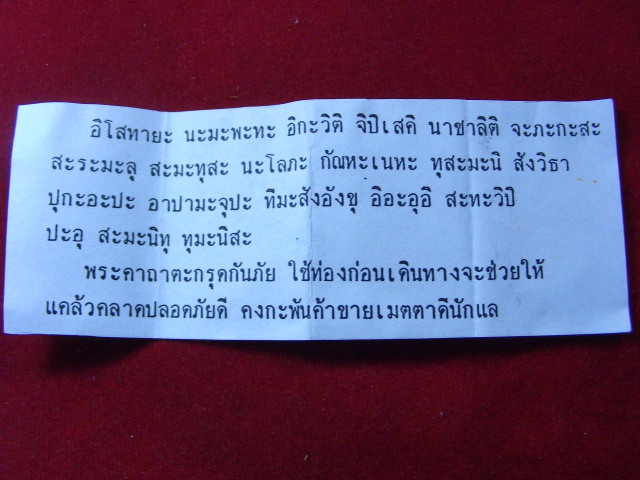 อิโสทายะ นะมะพะทะ อิกะวิติ จิปิเสคิ นาชาลิติ จะภะกะสะ
สะระมะลุ สะมะทุสะ นะโลภะ กัณหะเนหะ ทุสะมะนิ สังวิธา
ปุกะอะปะ อาปามะจุปะ ทีมะสังอังขุ อิอะอุอิ สะทะวิปิ
ปะอุ สะมะนิทุ ทุมะนิสะ
พระคาถาตะกรุดกันภัย ใช้ท่องก่อนเดินทางจะช่วยให้
แคล้วคลาดปลอดภัยดี คงกะพันค้าขายเมตตาดีนักแล